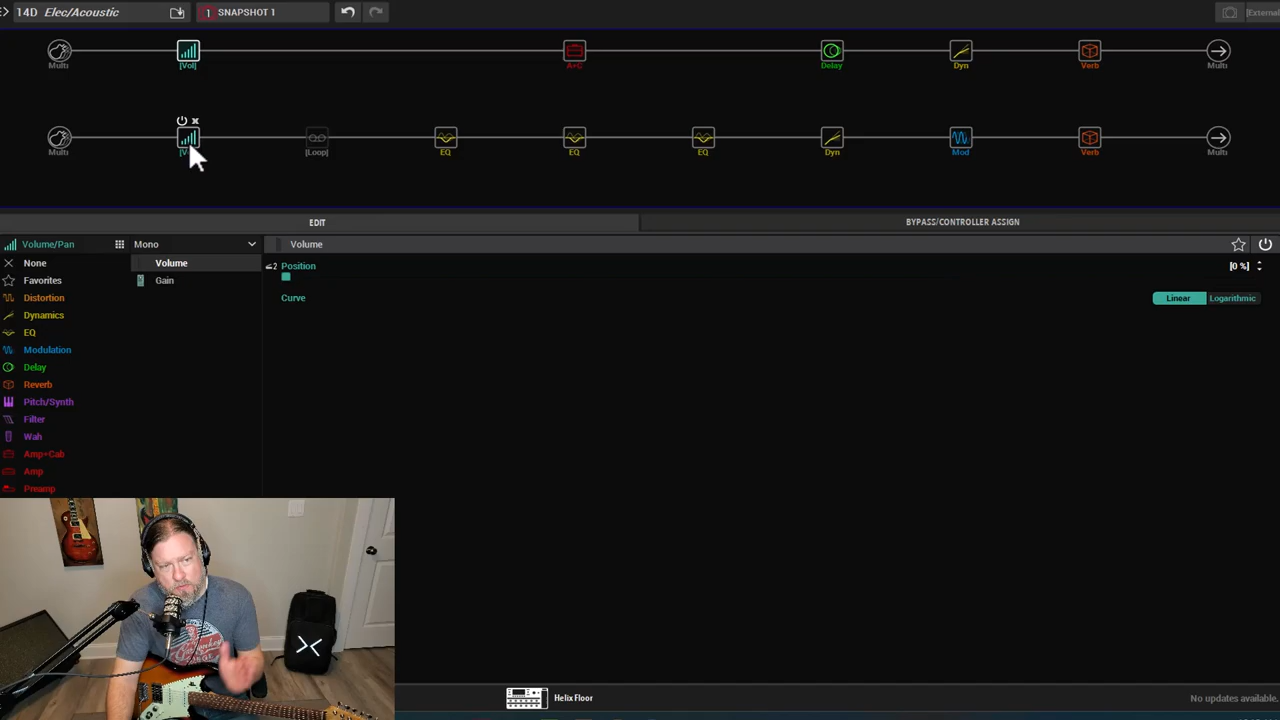 14D Elec/Acoustic 1 SNAPSHOT 1 [External
Multi [Vol] A+C Delay Dyn Verb Multi
Multi [Loop] EQ EQ EQ Dyn Mod Verb Multi
EDIT BYPASS/CONTROLLER ASSIGN
Volume/Pan Mono Volume
None Volume 2 Position [0 %]
Favorites Gain
Distortion Curve Linear Logarithmic
Dynamics
EQ
Modulation
Delay
Reverb
Pitch/Synth
Filter
Wah
Amp+Cab
Amp
Preamp
Helix Floor No updates available.